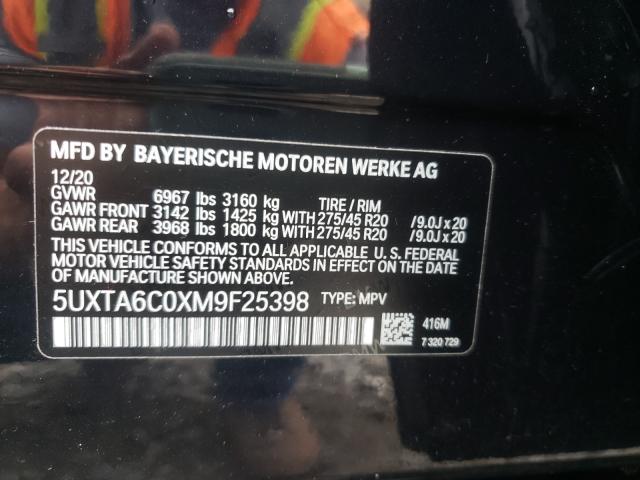 MFD BY BAYERISCHE MOTOREN WERKE AG
12/20
GVWR 6967 lbs 3160 kg TIRE / RIM
GAWR FRONT 3142 lbs 1425 kg WITH 275/45 R20 /9.0J x 20
GAWR REAR 3968 lbs 1800 kg WITH 275/45 R20 /9.0J x 20
THIS VEHICLE CONFORMS TO ALL APPLICABLE U. S. FEDERAL
MOTOR VEHICLE SAFETY STANDARDS IN EFFECT ON THE DATE
OF MANUFACTURE SHOWN ABOVE.
5UXTA6C0XM9F25398 TYPE: MPV
416M
7 320 729